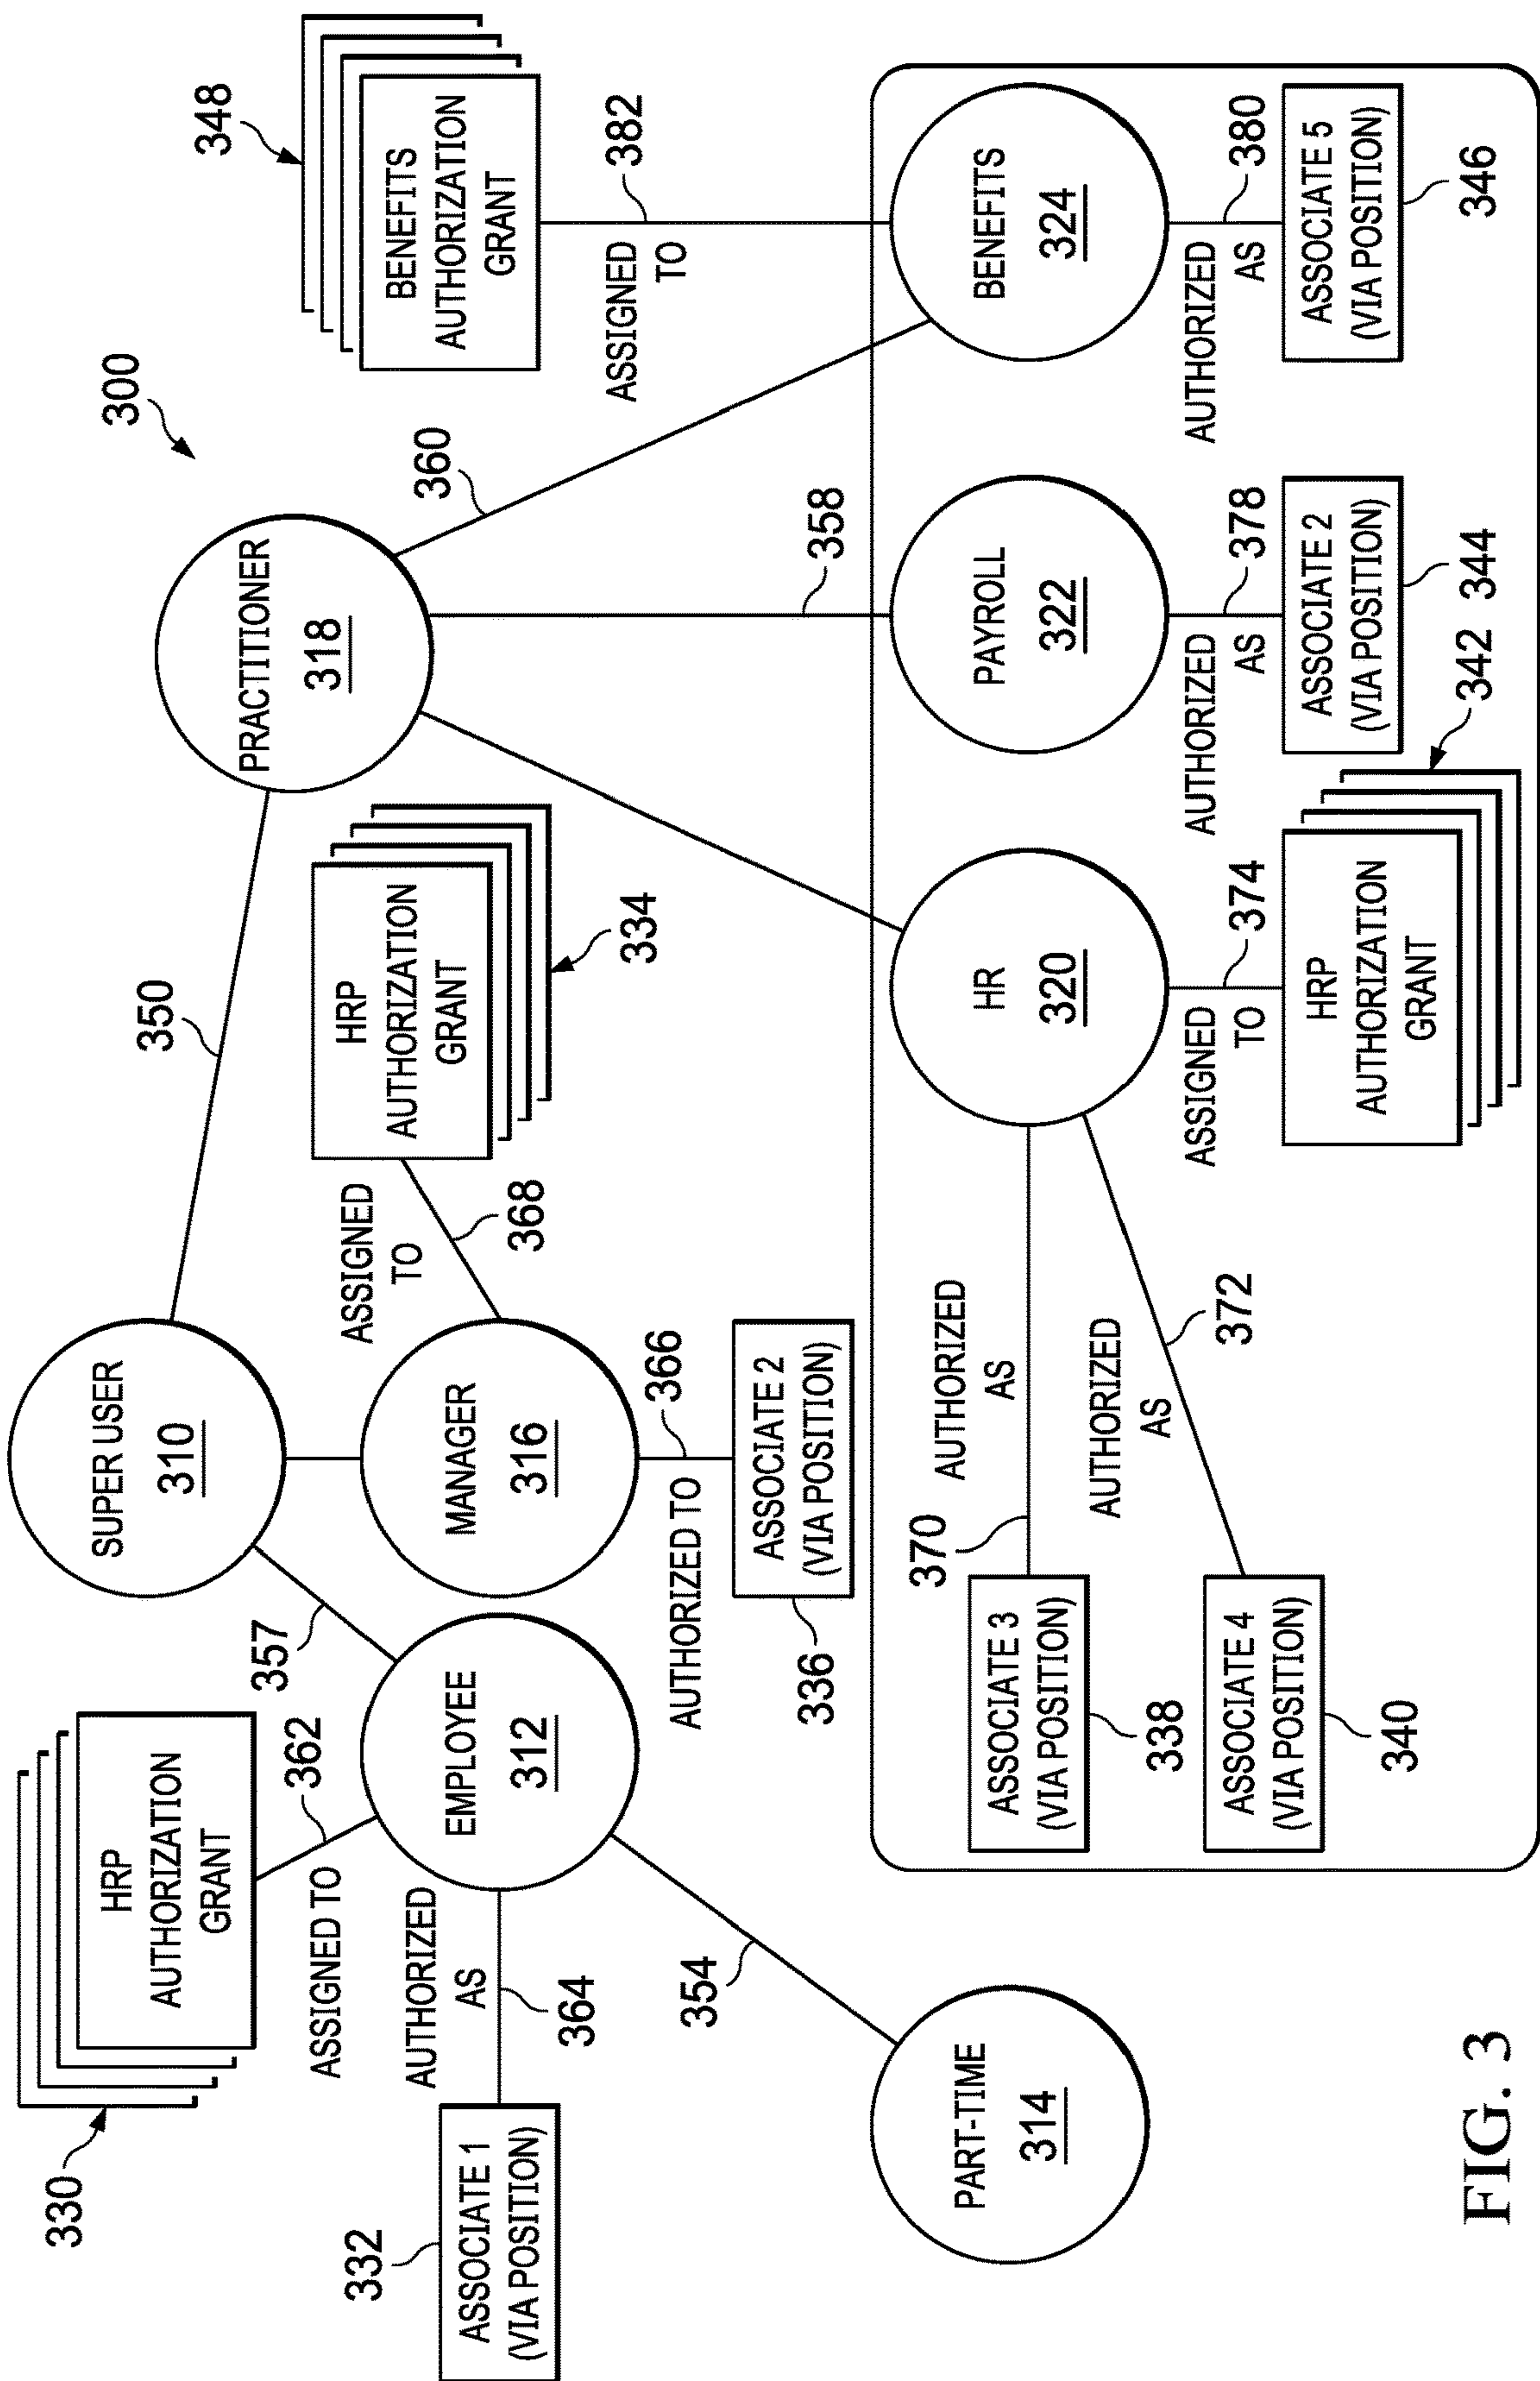 300
SUPER USER
310
350
PRACTITIONER
318
330
HRP
AUTHORIZATION
GRANT
362
ASSIGNED TO
357
332
ASSOCIATE 1
(VIA POSITION)
AUTHORIZED
AS
364
EMPLOYEE
312
MANAGER
316
ASSIGNED
TO
368
HRP
AUTHORIZATION
GRANT
334
360
348
BENEFITS
AUTHORIZATION
GRANT
ASSIGNED
TO
382
354
AUTHORIZED TO
366
336
ASSOCIATE 2
(VIA POSITION)
358
PART-TIME
314
370
AUTHORIZED
AS
ASSOCIATE 3
(VIA POSITION)
338
AUTHORIZED
AS
372
ASSOCIATE 4
(VIA POSITION)
340
HR
320
PAYROLL
322
BENEFITS
324
ASSIGNED
TO
374
HRP
AUTHORIZATION
GRANT
342
AUTHORIZED
AS
378
ASSOCIATE 2
(VIA POSITION)
344
AUTHORIZED
AS
380
ASSOCIATE 5
(VIA POSITION)
346
FIG. 3